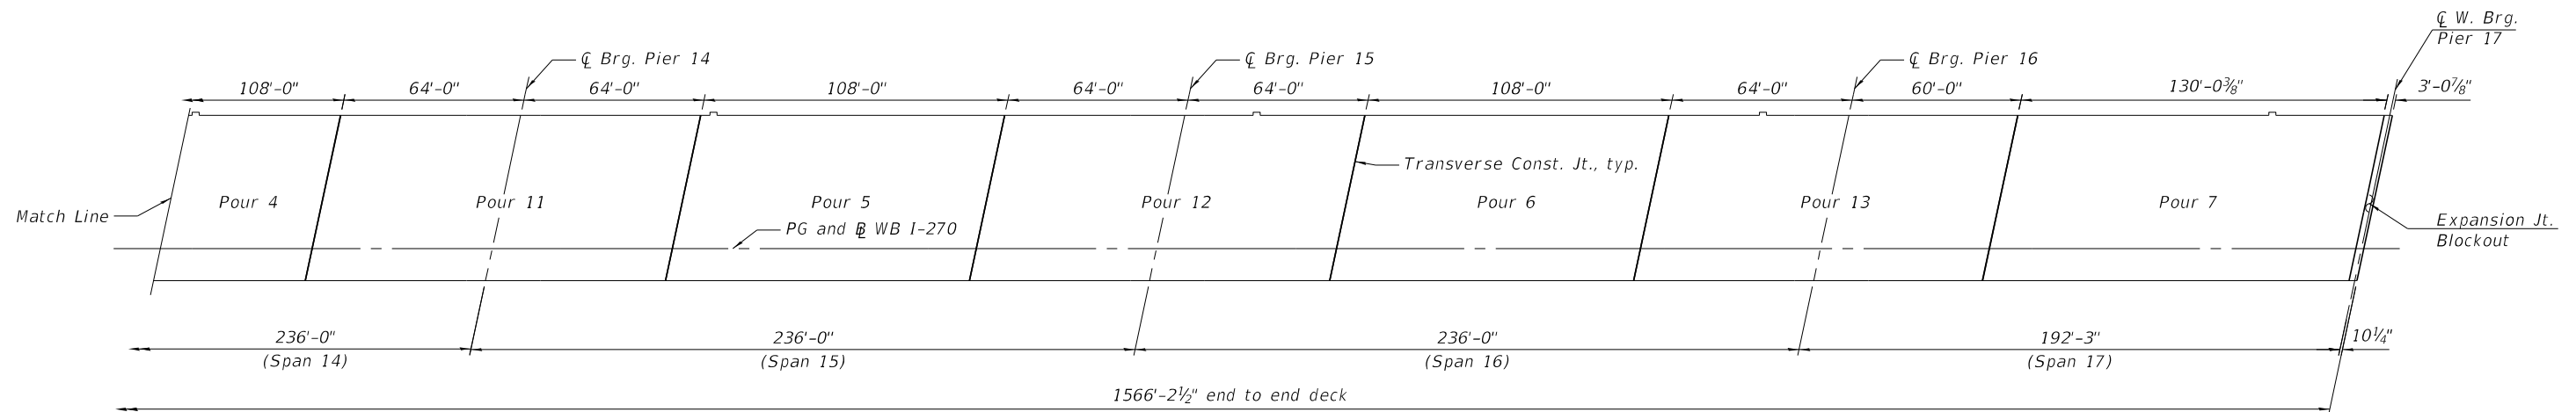 ℄ W. Brg.
Pier 17
℄ Brg. Pier 14
℄ Brg. Pier 15
℄ Brg. Pier 16
108'-0" 64'-0" 64'-0" 108'-0" 64'-0" 64'-0" 108'-0" 64'-0" 60'-0" 130'-0⅜" 3'-0⅞"
Transverse Const. Jt., typ.
Pour 4 Pour 11 Pour 5 Pour 12 Pour 6 Pour 13 Pour 7
Match Line
PG and B̵L WB I-270
Expansion Jt.
Blockout
236'-0" 236'-0" 236'-0" 192'-3" 10¼"
(Span 14) (Span 15) (Span 16) (Span 17)
1566'-2½" end to end deck